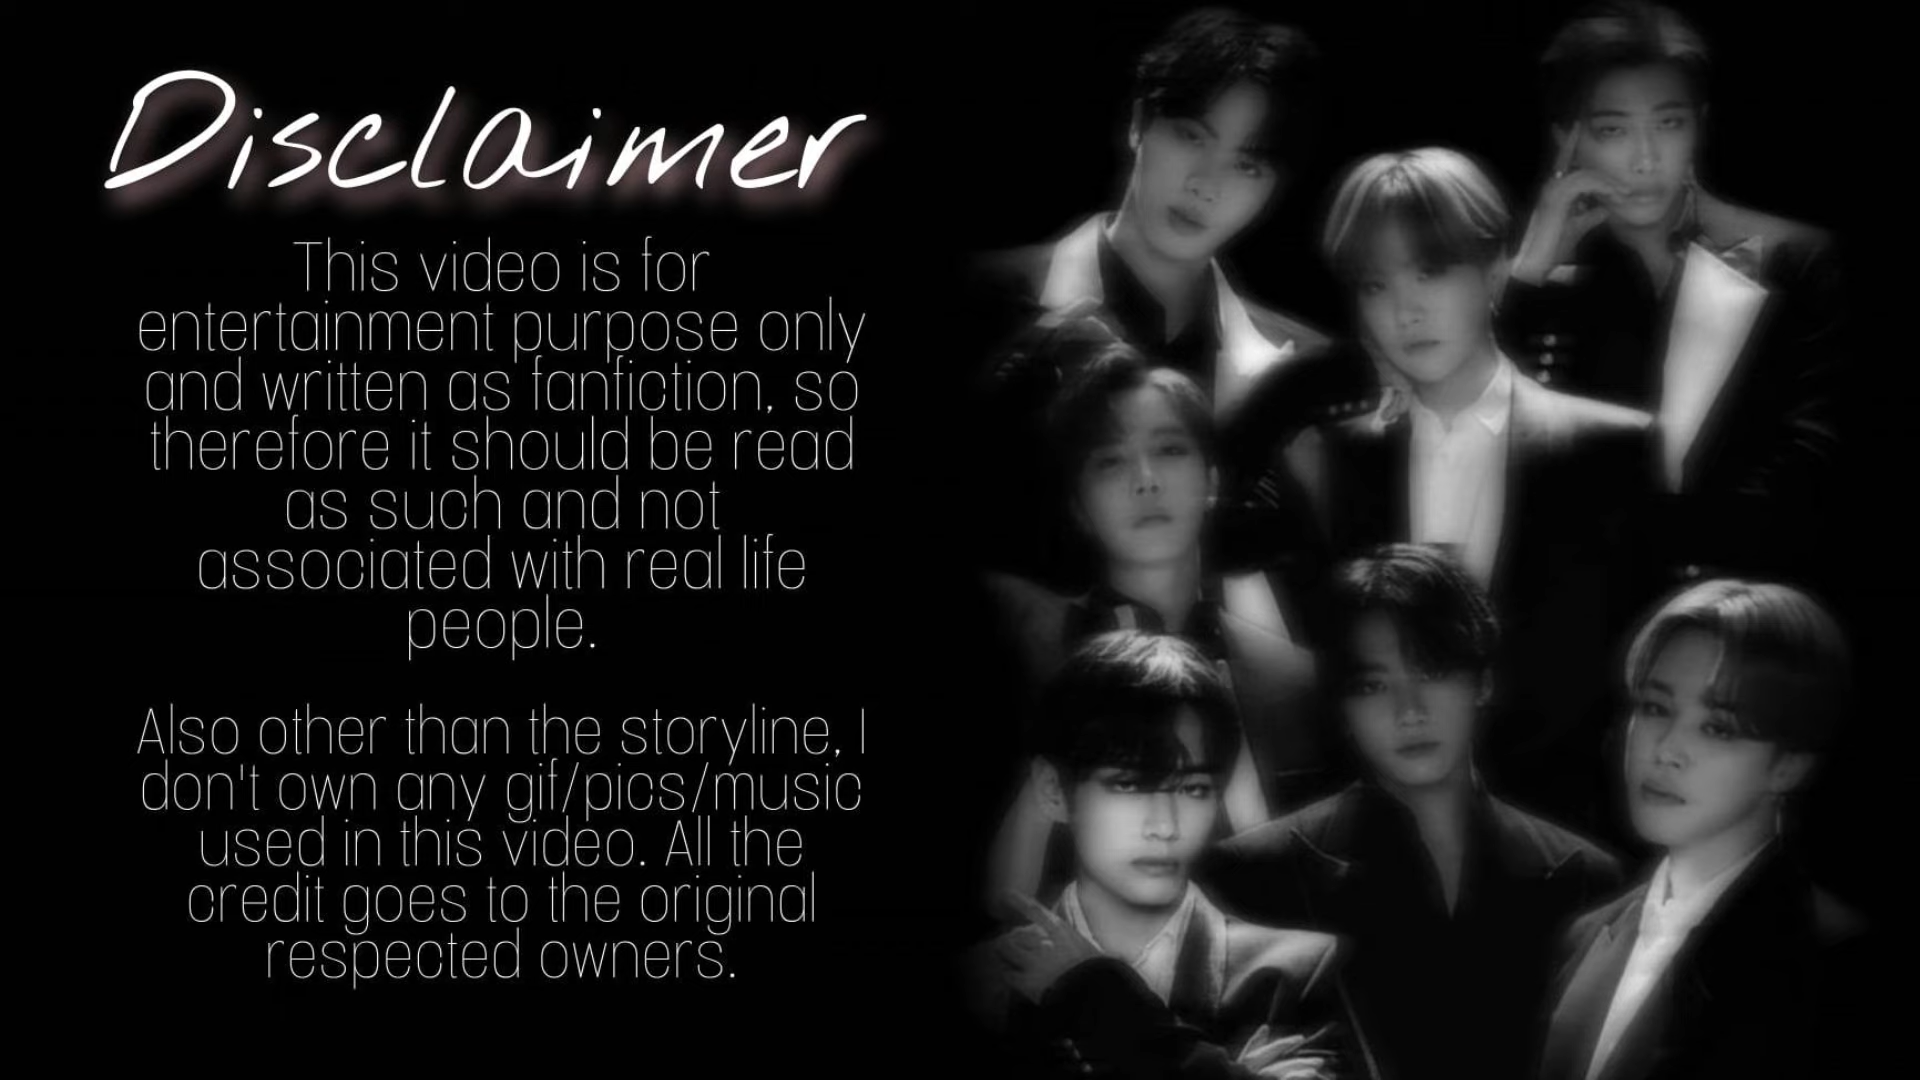 Disclaimer
This video is for
entertainment purpose only
and written as fanfiction, so
therefore it should be read
as such and not
associated with real life
people.
Also other than the storyline, I
don't own any gif/pics/music
used in this video. All the
credit goes to the original
respected owners.